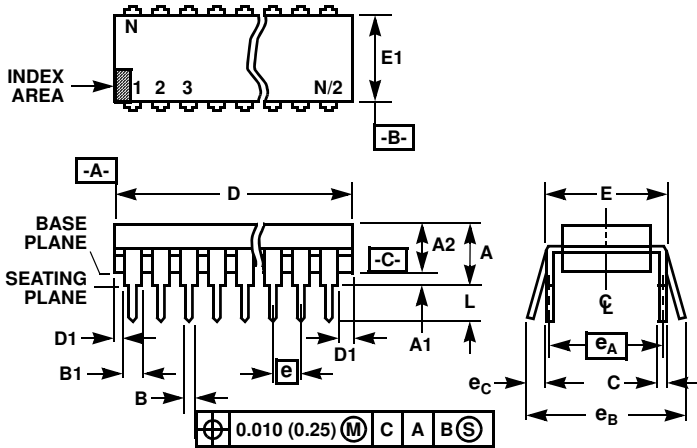 N
E1
INDEX
AREA
1 2 3 N/2
-B-
-A-
D
E
BASE
PLANE
A2
A
-C-
SEATING
PLANE
L
C
L
D1
A1
D1
eA
B1
e
eC
C
B
eB
0.010 (0.25) M C A B S